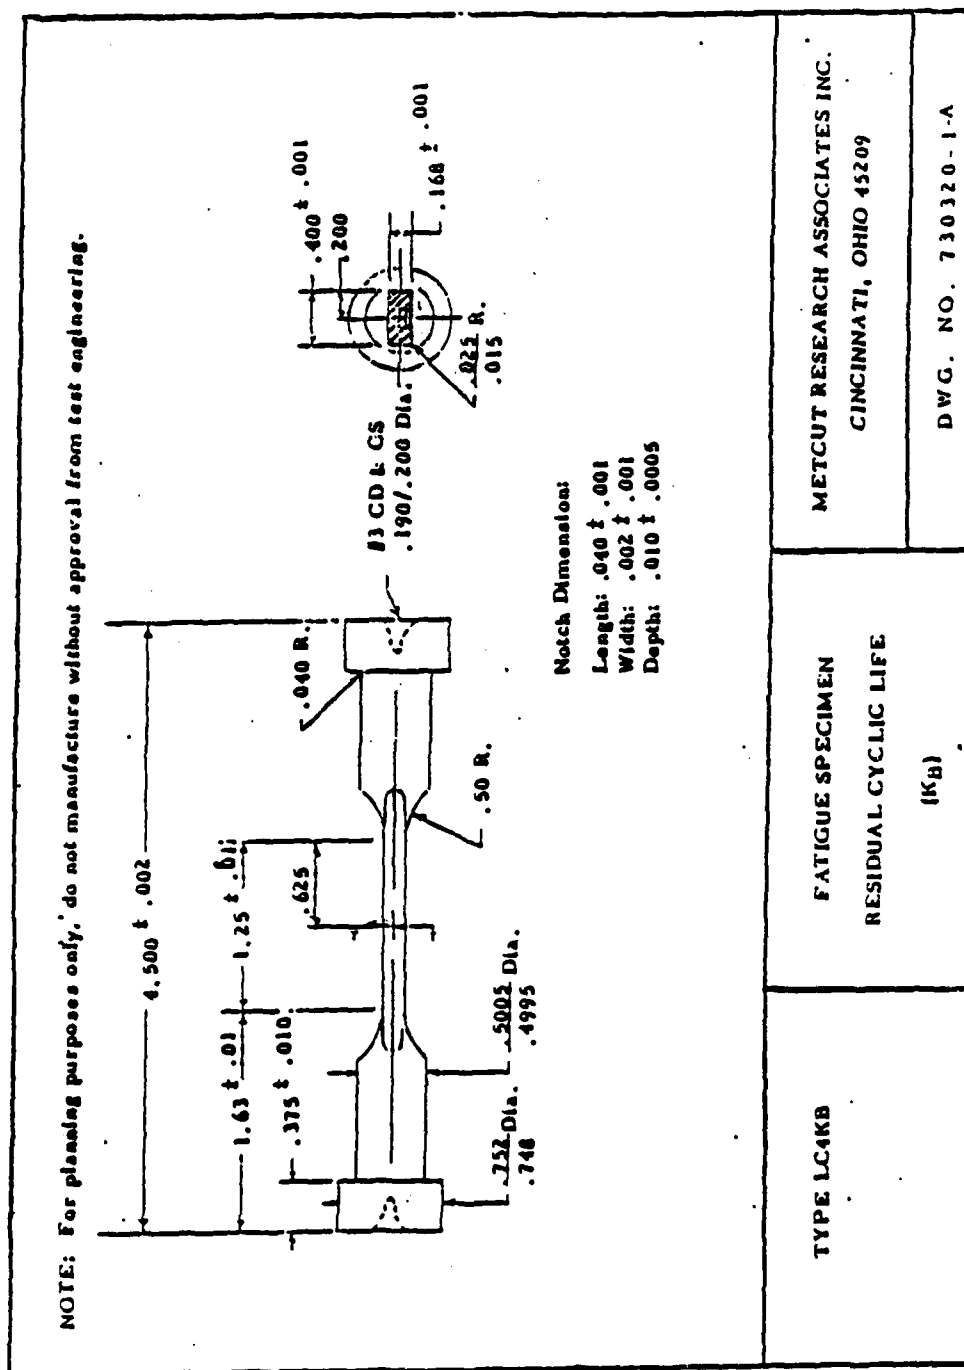 NOTE: For planning purposes only, do not manufacture without approval from test engineering.
4.500 ± .002
1.63 ± .01
1.25 ±
.375 ± .010
.625
.040 R.
.50 R.
.752 Dia.
.748
.5005 Dia.
.4995
#3 CD & CS
.190/.200 Dia.
.400 ± .001
.200
.168 ± .001
.025 R.
.015
Notch Dimension:
Length: .040 ± .001
Width: .002 ± .001
Depth: .010 ± .0005
TYPE LC4KB
FATIGUE SPECIMEN
RESIDUAL CYCLIC LIFE
(KB)
METCUT RESEARCH ASSOCIATES INC.
CINCINNATI, OHIO 45209
DWG. NO. 730320-1-A